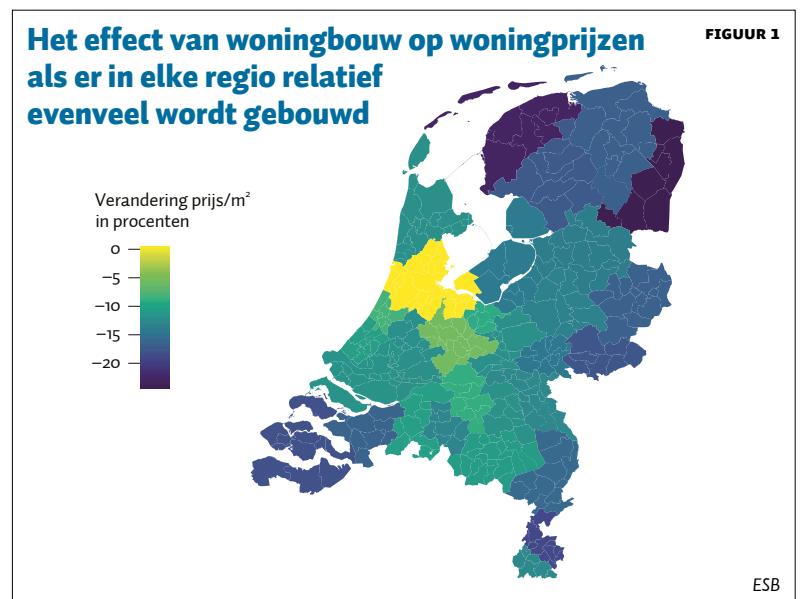 Het effect van woningbouw op woningprijzen
als er in elke regio relatief
evenveel wordt gebouwd
FIGUUR 1
Verandering prijs/m²
in procenten
0
–5
–10
–15
–20
ESB